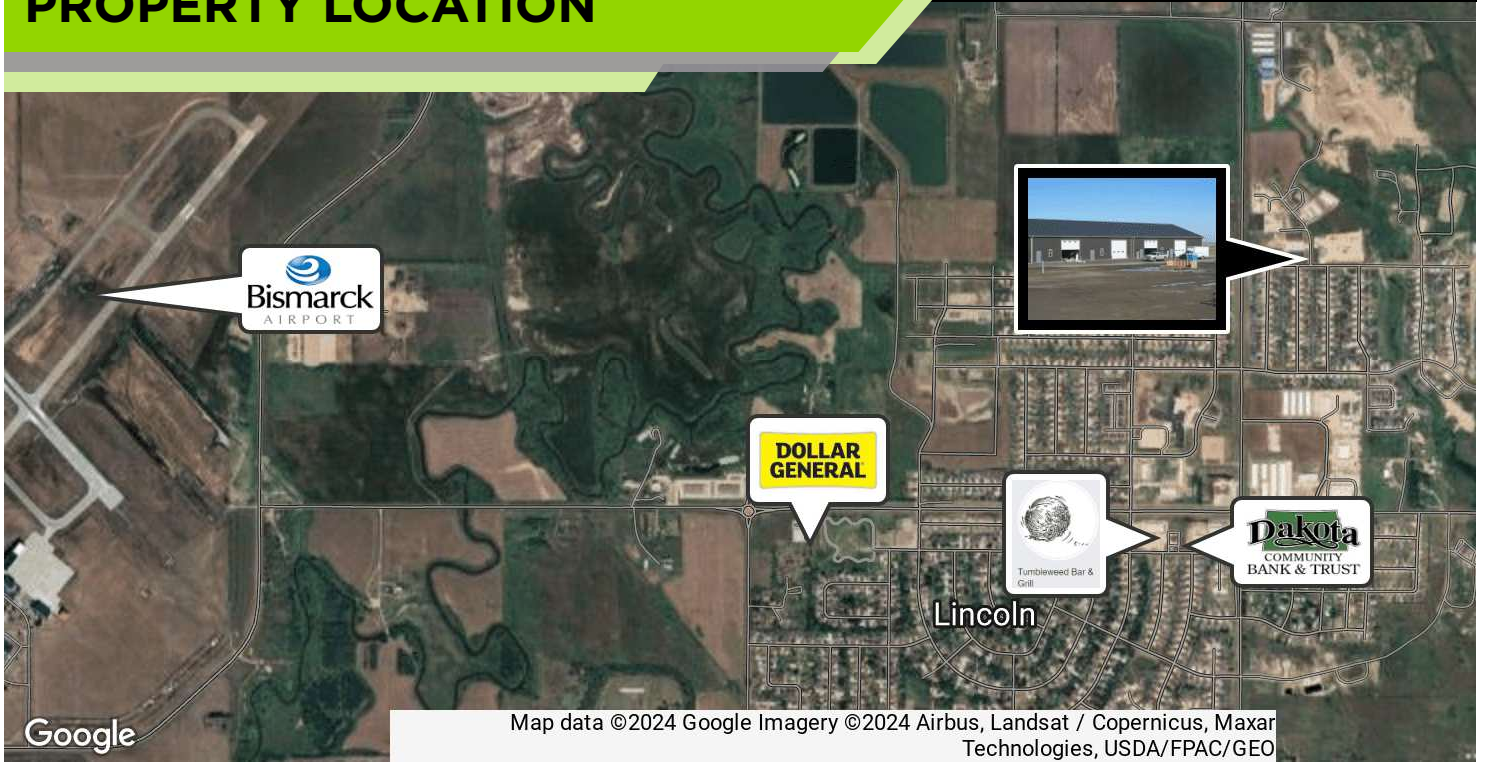 PROPERTY LOCATION
Bismarck
AIRPORT
DOLLAR
GENERAL
Tumbleweed Bar &
Grill
Dakota
COMMUNITY
BANK & TRUST
Lincoln
Google
Map data ©2024 Google Imagery ©2024 Airbus, Landsat / Copernicus, Maxar
Technologies, USDA/FPAC/GEO